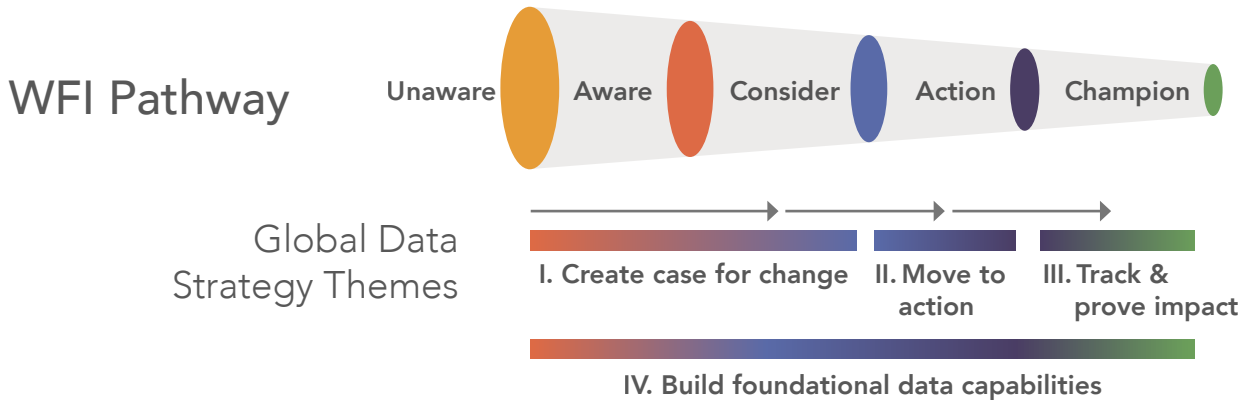 WFI Pathway
Unaware
Aware
Consider
Action
Champion
Global Data
Strategy Themes
I. Create case for change
II. Move to
action
III. Track &
prove impact
IV. Build foundational data capabilities